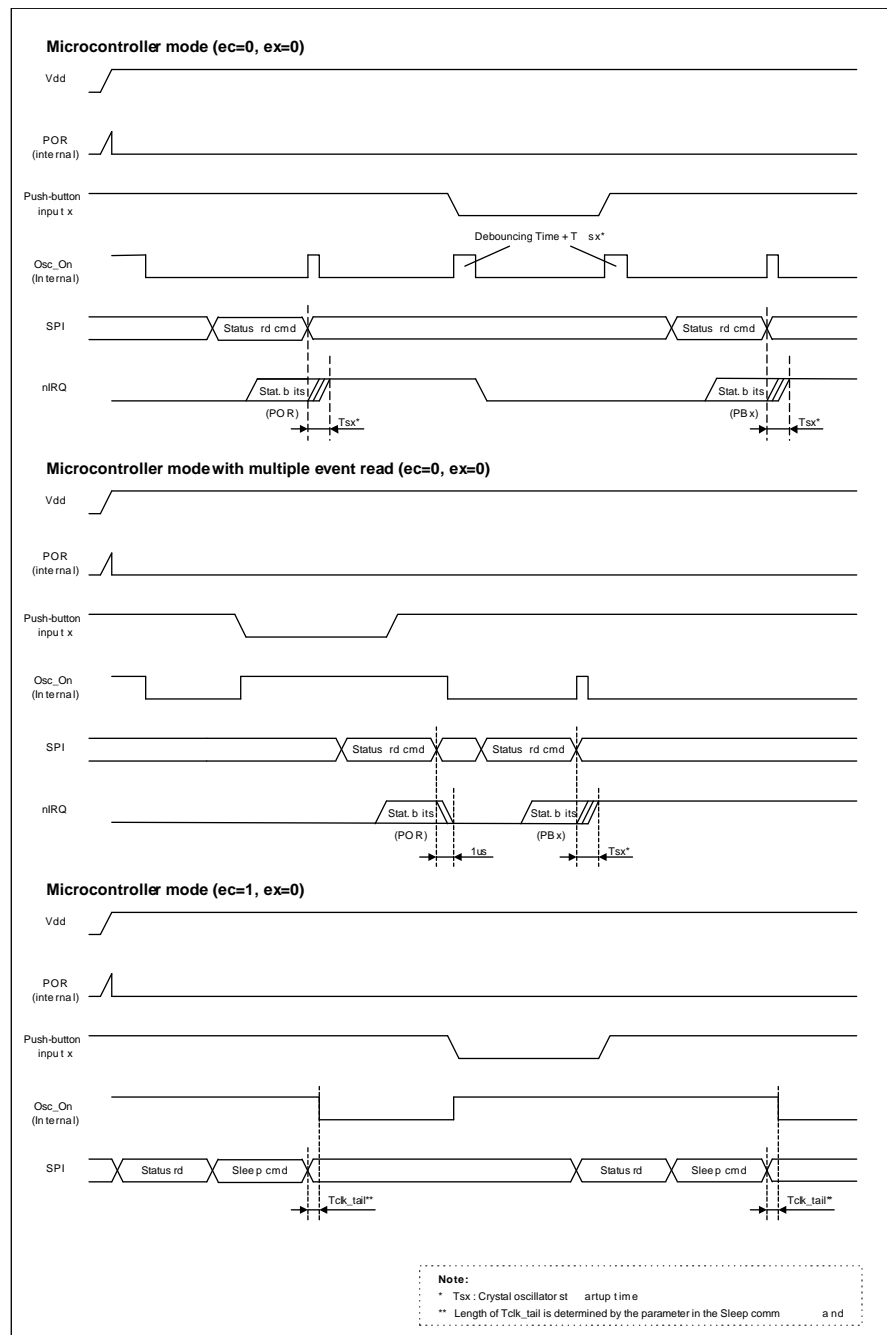 Microcontroller mode (ec=0, ex=0)
Vdd
POR
(internal)
Push-button
input x
Debouncing Time + T sx*
Osc_On
(Internal)
SPI
Status rd cmd
Status rd cmd
nIRQ
Stat. bits
Stat. bits
(POR)
(PBx)
Tsx*
Tsx*
Microcontroller mode with multiple event read (ec=0, ex=0)
Vdd
POR
(internal)
Push-button
input x
Osc_On
(Internal)
SPI
Status rd cmd
Status rd cmd
nIRQ
Stat. bits
Stat. bits
(POR)
(PBx)
1us
Tsx*
Microcontroller mode (ec=1, ex=0)
Vdd
POR
(internal)
Push-button
input x
Osc_On
(Internal)
SPI
Status rd
Sleep cmd
Status rd
Sleep cmd
Tclk_tail**
Tclk_tail**
Note:
* Tsx : Crystal oscillator st artup time
** Length of Tclk_tail is determined by the parameter in the Sleep comm and